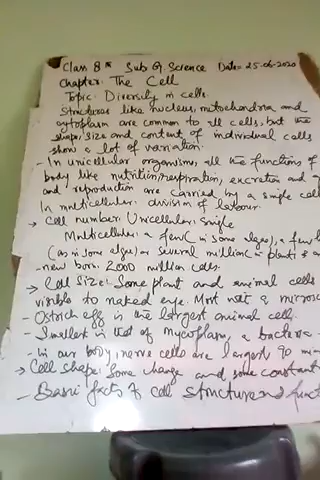 Class 8th Sub G. Science Date= 25.06.2020
Chapter: The Cell
Topic: Diversity in cells.
Structures like nucleus, mitochondria and
cytoplasm are common to all cells, but the
shape, size and content of individual cells
show a lot of variation.
- In unicellular organisms, all the functions of
body like nutrition, respiration, excretion and
and reproduction are carried by a single cell
In multicellular: division of labour.
→ Cell number: Unicellular: single
Multicellular: a few (in some algae), a few
(as in some algae) or several million in plants &
- new born: 2000 million cells.
→ Cell Size: Some plant and animal cells
visible to naked eye. Most need a
- Ostrich egg is the largest animal cell.
- Smallest is that of mycoplasm, a bacteria
- In our body, nerve cells are largest 90
→ Cell shape: Some change and some constant
- Basic facts of cell structure and